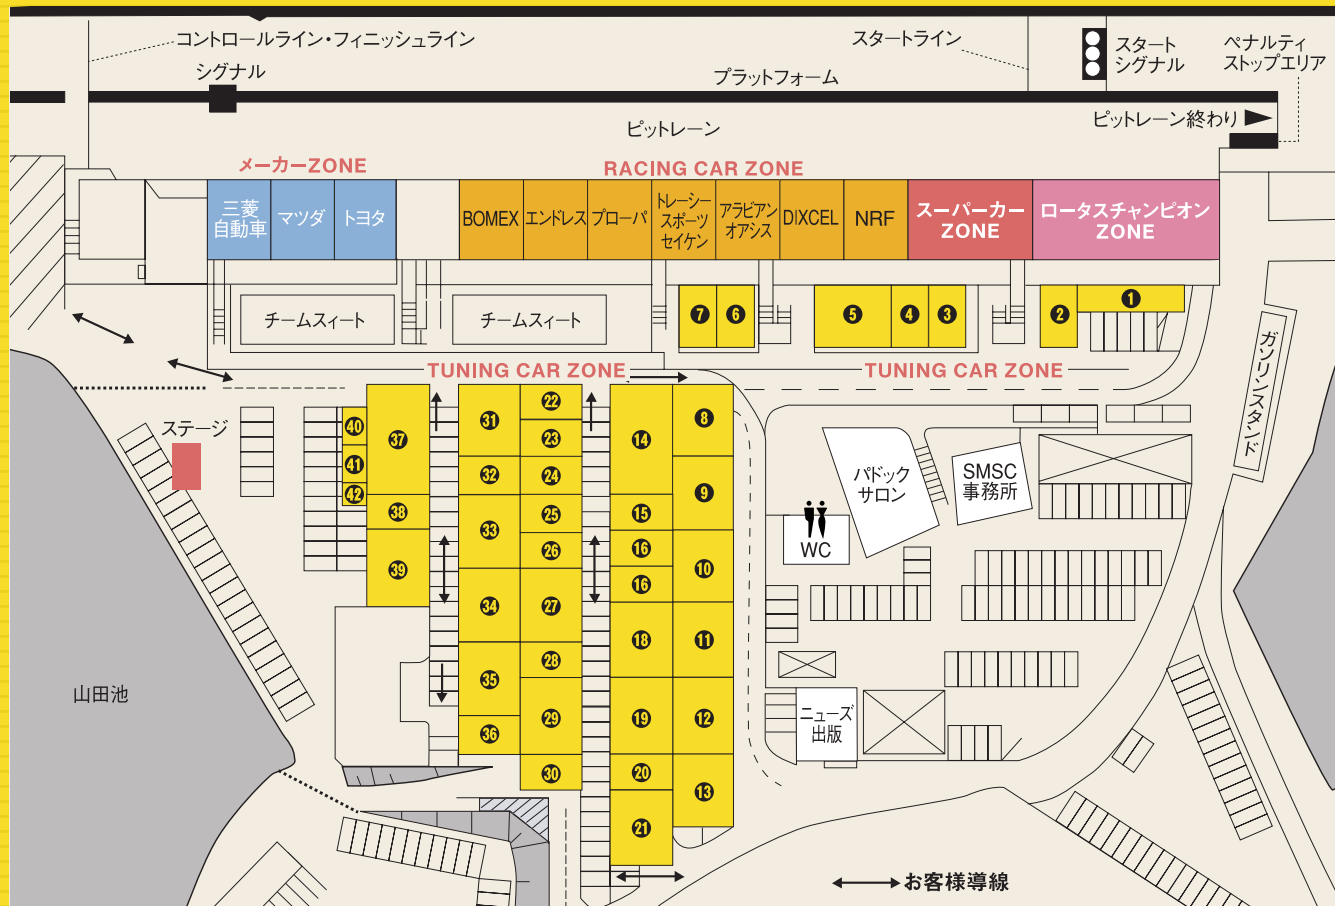 コントロールライン・フィニッシュライン
スタートライン
スタート
シグナル
ペナルティ
ストップエリア
シグナル
プラットフォーム
ピットレーン
ピットレーン終わり
メーカーZONE
RACING CAR ZONE
三菱
自動車
マツダ
トヨタ
BOMEX
エンドレス
プローバ
トレーシー
スポーツ
セイケン
アラビアン
オアシス
DIXCEL
NRF
スーパーカー
ZONE
ロータスチャンピオン
ZONE
チームスィート
チームスィート
7
6
5
4
3
2
1
TUNING CAR ZONE
TUNING CAR ZONE
ガソリンスタンド
ステージ
40
41
42
37
38
39
31
32
33
34
35
36
22
23
24
25
26
27
28
29
30
14
15
16
16
18
19
20
21
8
9
10
11
12
13
パドック
サロン
SMSC
事務所
WC
ニューズ
出版
山田池
お客様導線